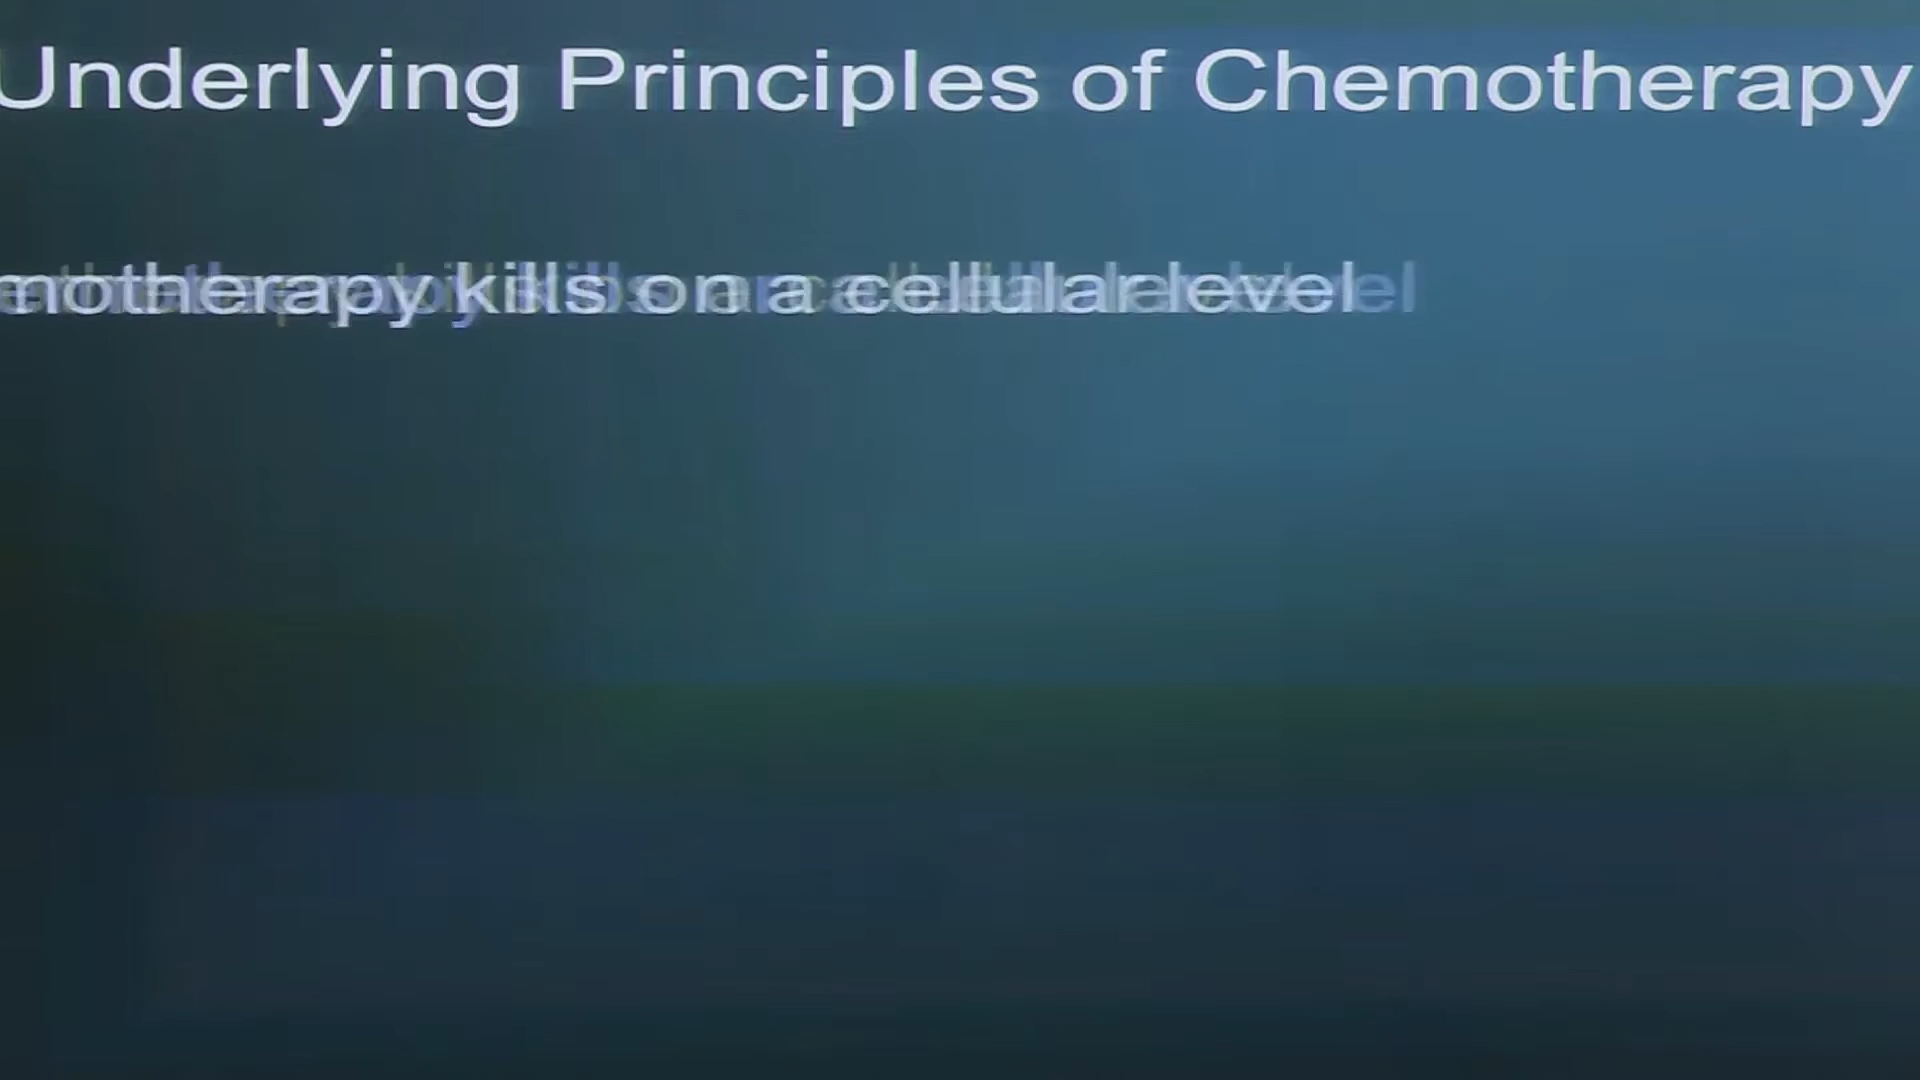 Underlying Principles of Chemotherapy
motherapy kills on a cellular level